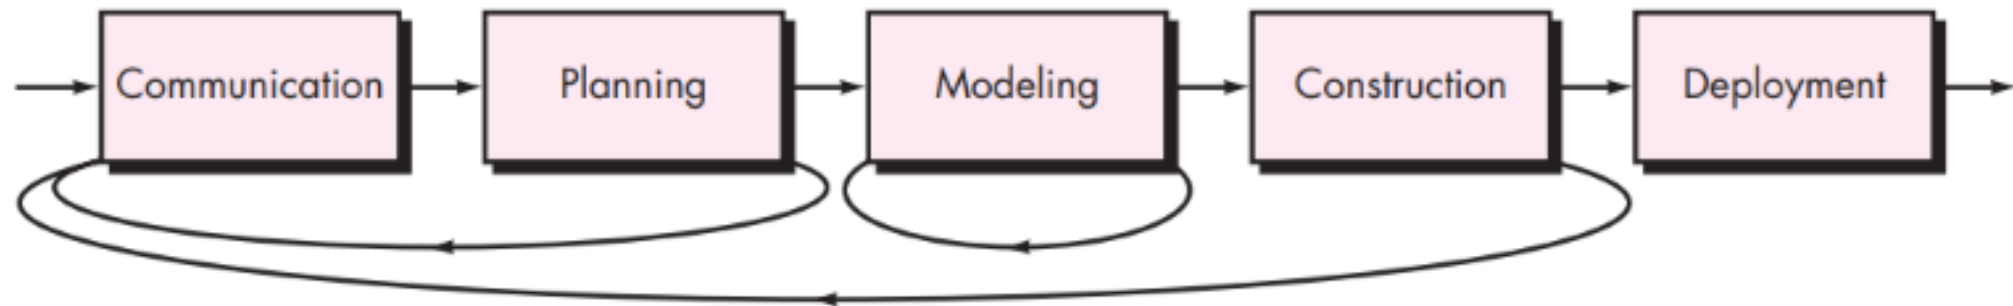 Communication
Planning
Modeling
Construction
Deployment